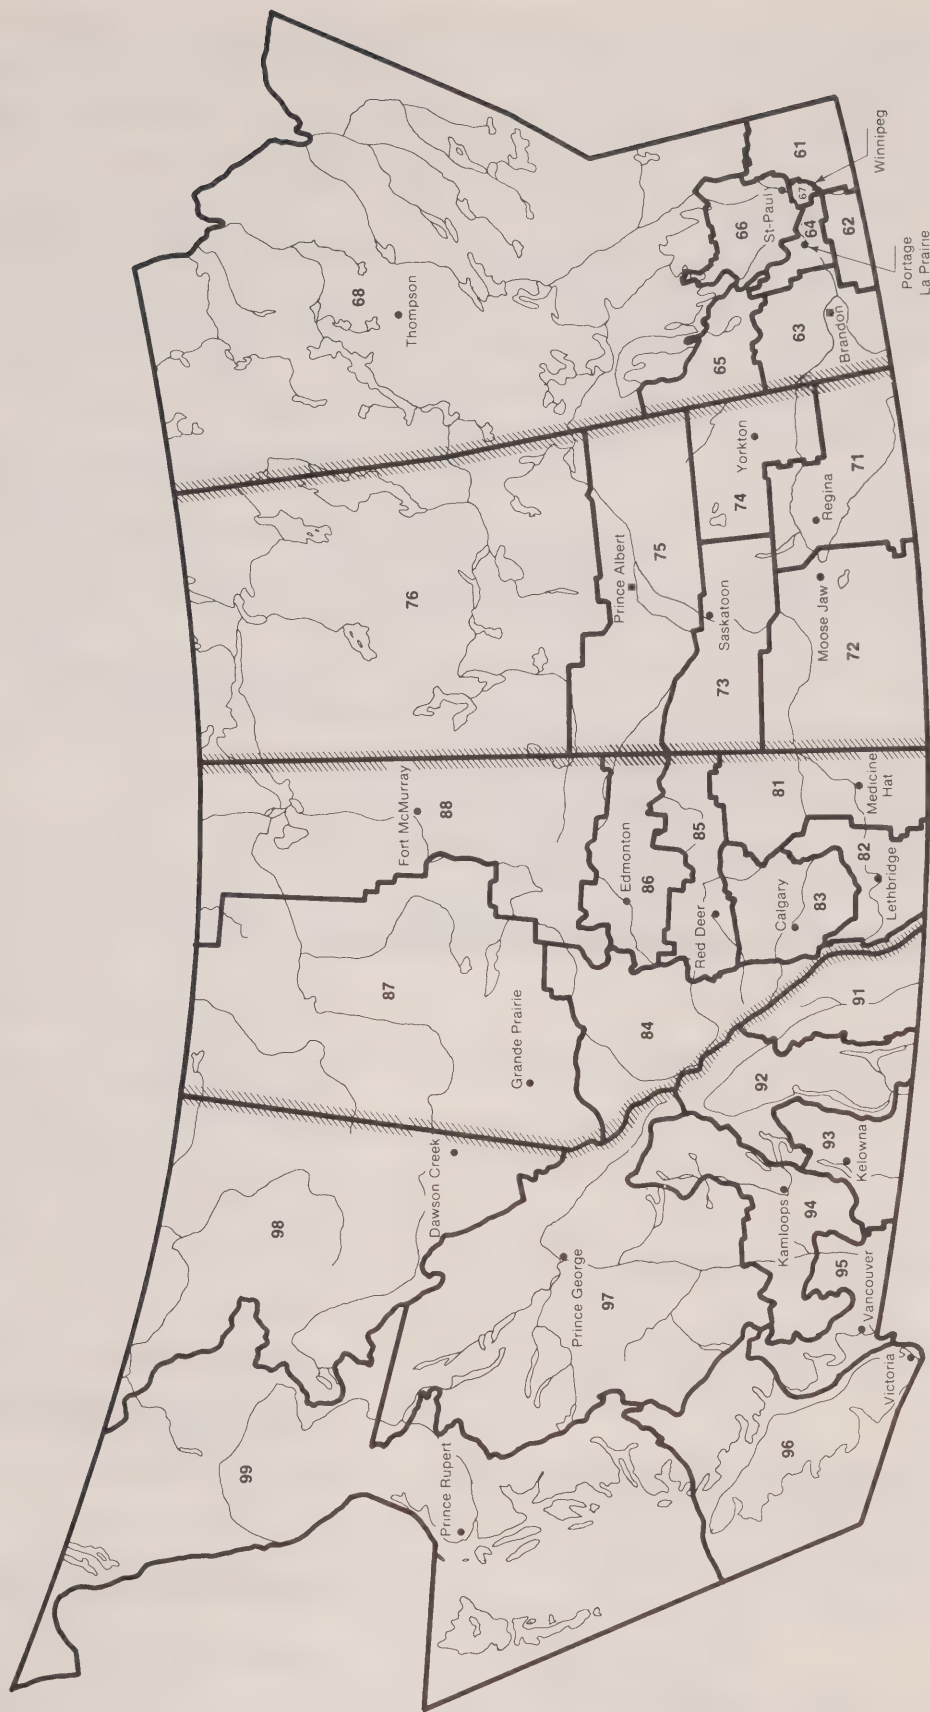 99
98
Dawson Creek
Prince Rupert
Prince George
97
96
Victoria
Vancouver
95
94
Kamloops
93
Kelowna
92
91
87
Grande Prairie
84
Fort McMurray
88
Edmonton
86
Red Deer
85
Calgary
83
81
82
Medicine
Hat
Lethbridge
76
Prince Albert
75
Saskatoon
73
74
Yorkton
Regina
71
Moose Jaw
72
68
Thompson
65
66
63
Brandon
St-Paul
64
67
61
62
Winnipeg
Portage
La Prairie